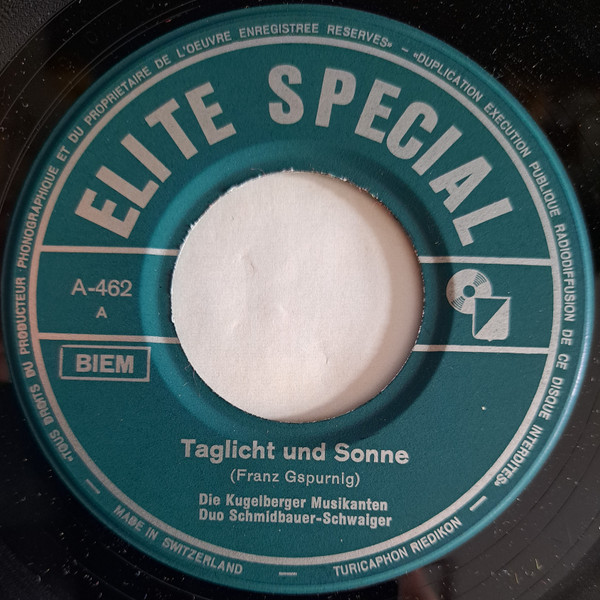 ELITE SPECIAL
«TOUS DROITS DU PRODUCTEUR PHONOGRAPHIQUE ET DU PROPRIETAIRE DE L'OEUVRE ENREGISTREE RESERVES» – «DUPLICATION EXECUTION PUBLIQUE RADIODIFFUSION DE CE DISQUE INTERDITES»
A-462
A
BIEM
Taglicht und Sonne
(Franz Gspurnig)
Die Kugelberger Musikanten
Duo Schmidbauer-Schwaiger
MADE IN SWITZERLAND – TURICAPHON RIEDIKON